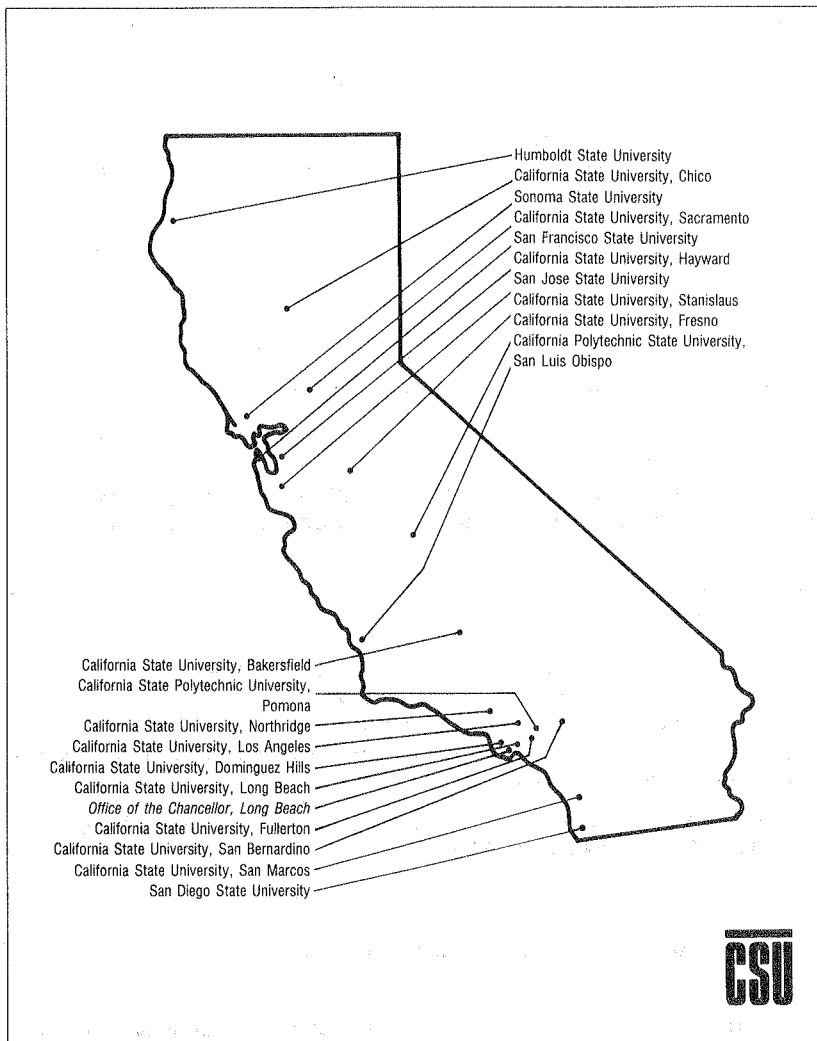 Humboldt State University
California State University, Chico
Sonoma State University
California State University, Sacramento
San Francisco State University
California State University, Hayward
San Jose State University
California State University, Stanislaus
California State University, Fresno
California Polytechnic State University,
San Luis Obispo
California State University, Bakersfield
California State Polytechnic University,
Pomona
California State University, Northridge
California State University, Los Angeles
California State University, Dominguez Hills
California State University, Long Beach
Office of the Chancellor, Long Beach
California State University, Fullerton
California State University, San Bernardino
California State University, San Marcos
San Diego State University
CSU